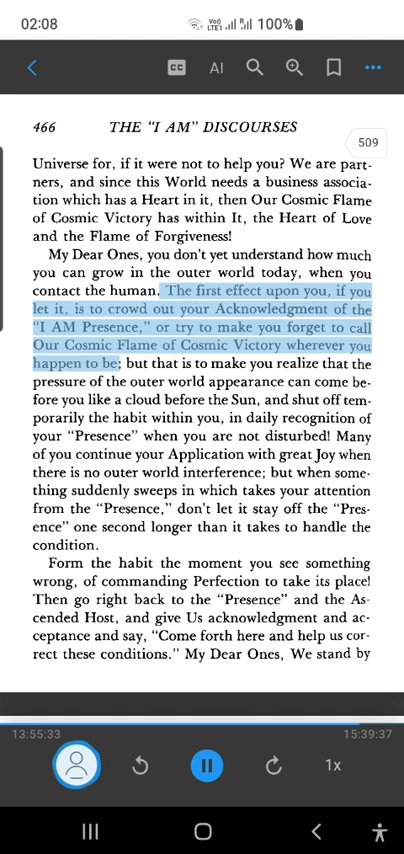 02:08
Vo))
LTE1
R
100%
CC
AI
466 THE “I AM” DISCOURSES
509
Universe for, if it were not to help you? We are part-
ners, and since this World needs a business associa-
tion which has a Heart in it, then Our Cosmic Flame
of Cosmic Victory has within It, the Heart of Love
and the Flame of Forgiveness!
My Dear Ones, you don’t yet understand how much
you can grow in the outer world today, when you
contact the human. The first effect upon you, if you
let it, is to crowd out your Acknowledgment of the
“I AM Presence,” or try to make you forget to call
Our Cosmic Flame of Cosmic Victory wherever you
happen to be; but that is to make you realize that the
pressure of the outer world appearance can come be-
fore you like a cloud before the Sun, and shut off tem-
porarily the habit within you, in daily recognition of
your “Presence” when you are not disturbed! Many
of you continue your Application with great Joy when
there is no outer world interference; but when some-
thing suddenly sweeps in which takes your attention
from the “Presence,” don’t let it stay off the “Pres-
ence” one second longer than it takes to handle the
condition.
Form the habit the moment you see something
wrong, of commanding Perfection to take its place!
Then go right back to the “Presence” and the As-
cended Host, and give Us acknowledgment and ac-
ceptance and say, “Come forth here and help us cor-
rect these conditions.” My Dear Ones, We stand by
13:55:33
15:39:37
1x